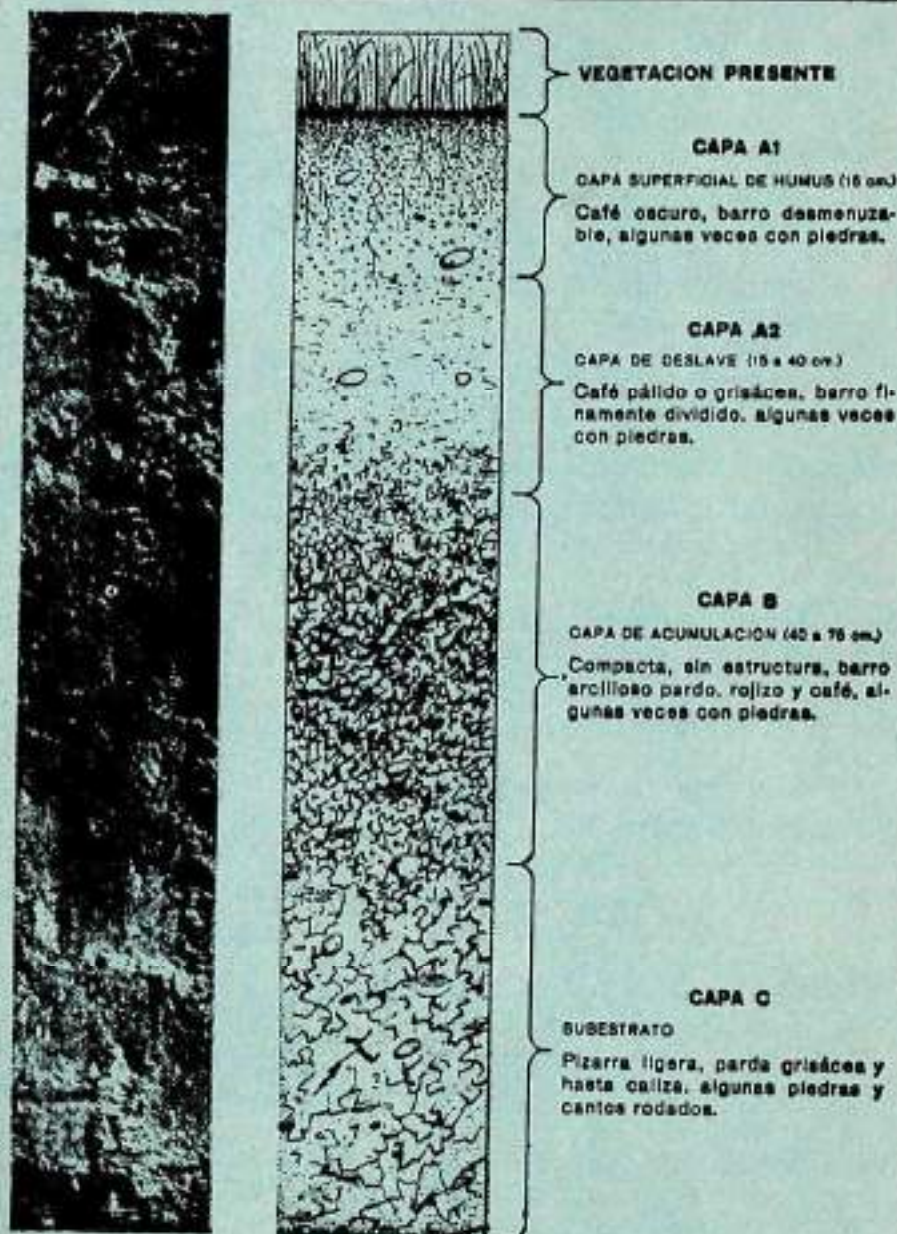 VEGETACION PRESENTE
CAPA A1
CAPA SUPERFICIAL DE HUMUS (15 cm.)
Café oscuro, barro desmenuza-
ble, algunas veces con piedras.
CAPA A2
CAPA DE DESLAVE (15 a 40 cm.)
Café pálido o grisácea, barro fi-
namente dividido, algunas veces
con piedras.
CAPA B
CAPA DE ACUMULACION (40 a 75 cm.)
Compacta, sin estructura, barro
arcilloso pardo, rojizo y café, al-
gunas veces con piedras.
CAPA C
SUBESTRATO
Pizarra ligera, parda grisácea y
hasta caliza, algunas piedras y
cantos rodados.